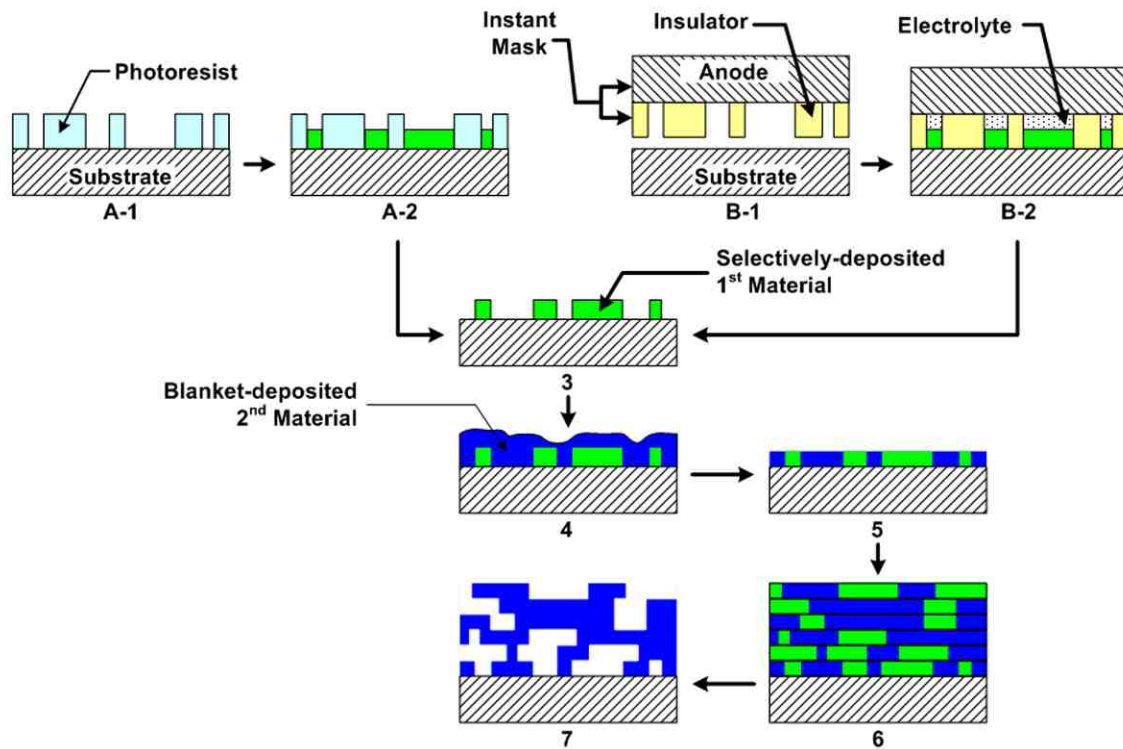 Photoresist
Substrate
A-1
A-2
Instant
Mask
Insulator
Anode
Substrate
B-1
Electrolyte
B-2
Selectively-deposited
1st Material
3
Blanket-deposited
2nd Material
4
5
7
6